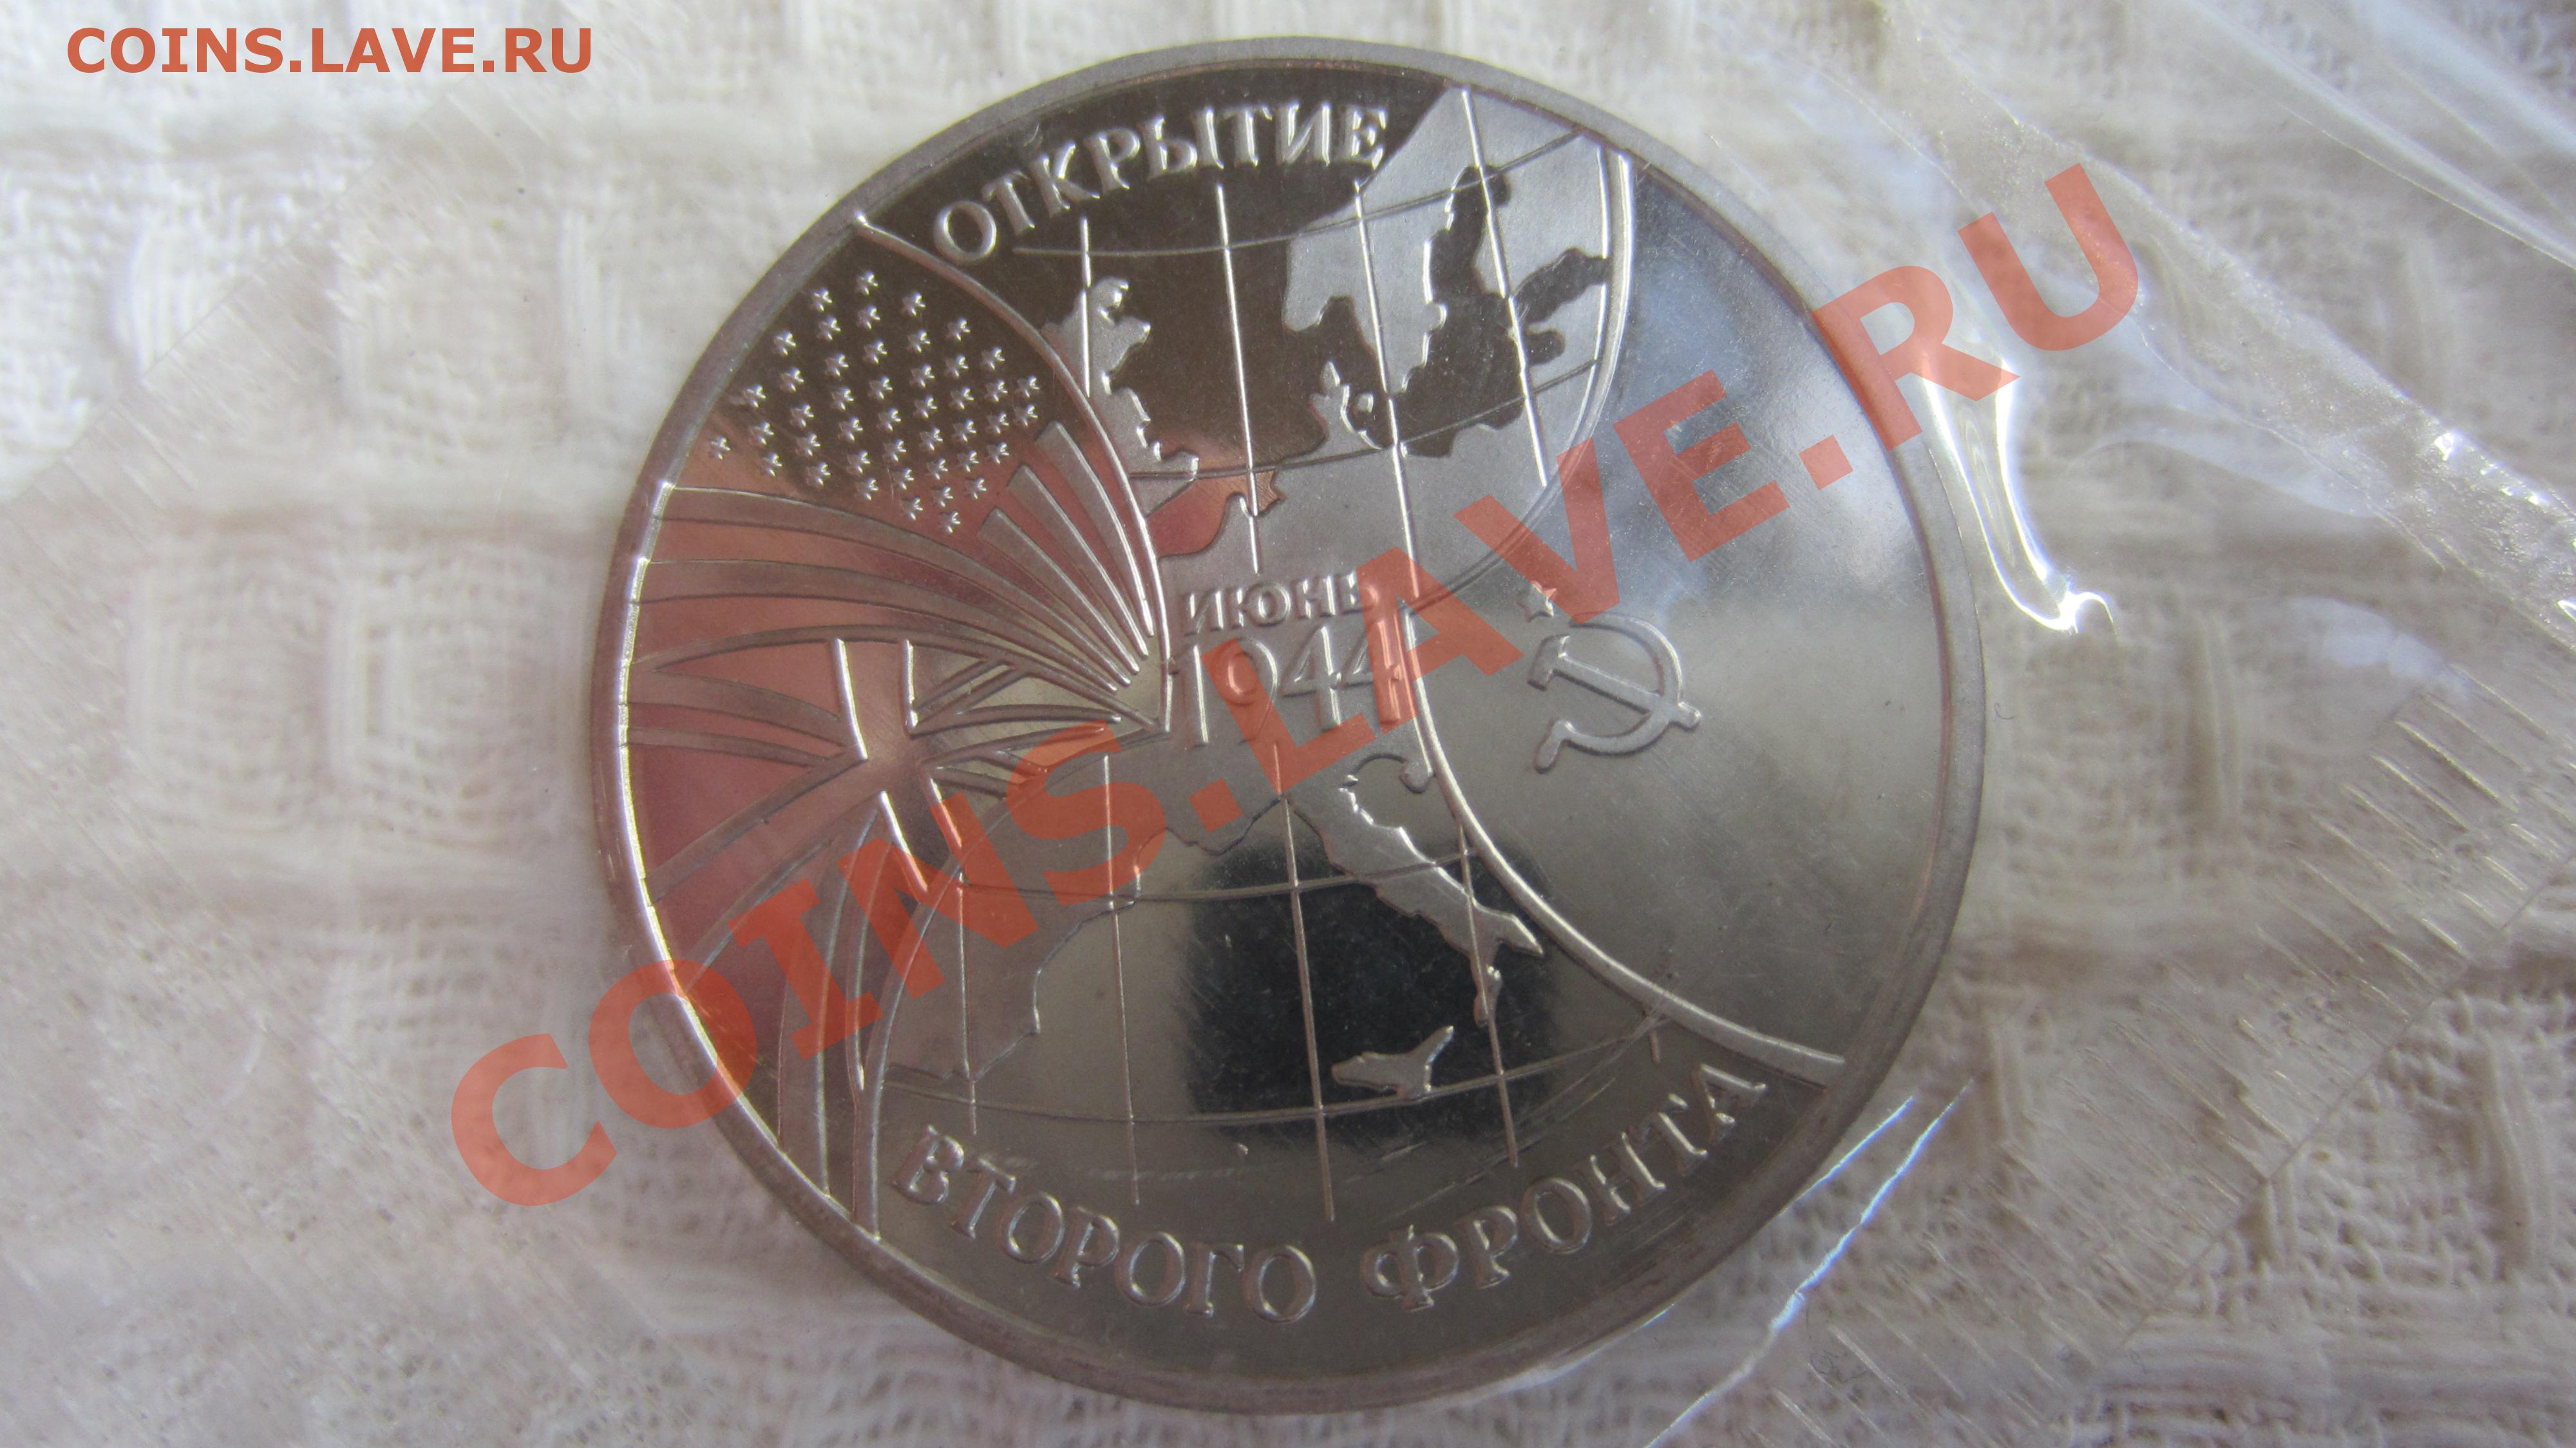 COINS.LAVE.RU
ОТКРЫТИЕ
ИЮНЬ
1944
ВТОРОГО ФРОНТА
COINS.LAVE.RU